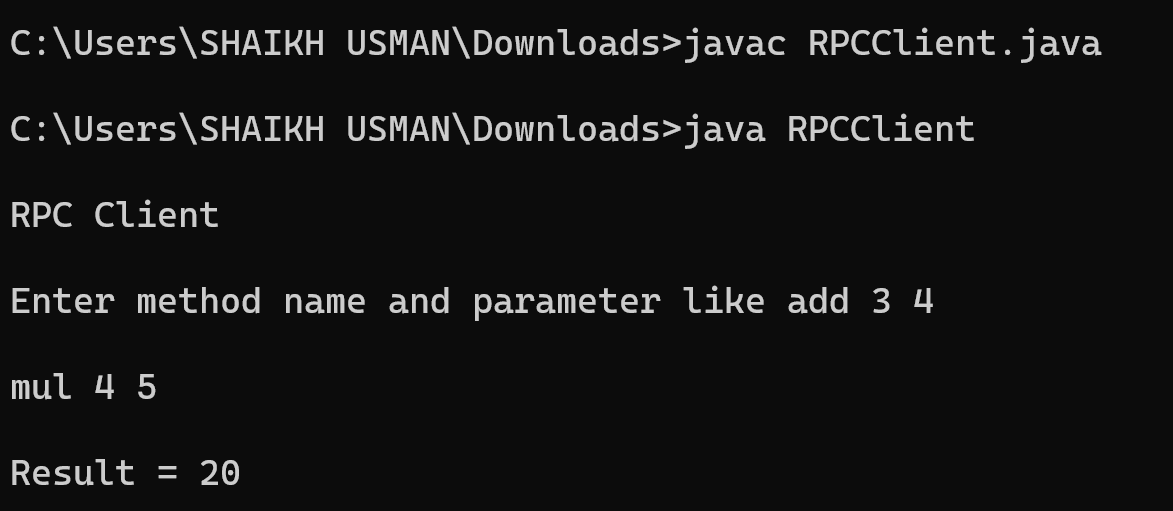 C:\Users\SHAIKH USMAN\Downloads>javac RPCClient.java
C:\Users\SHAIKH USMAN\Downloads>java RPCClient
RPC Client
Enter method name and parameter like add 3 4
mul 4 5
Result = 20